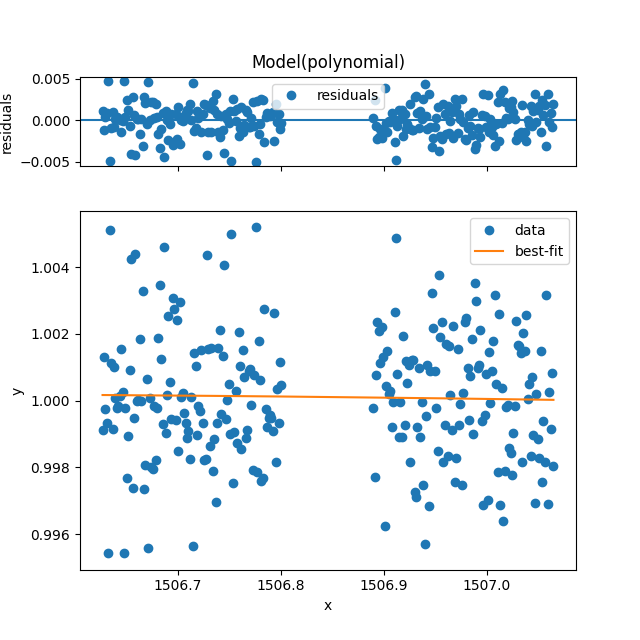 Model(polynomial)
0.005
0.000
−0.005
residuals
residuals
1.004
1.002
1.000
0.998
0.996
y
data
best-fit
1506.7
1506.8
1506.9
1507.0
x